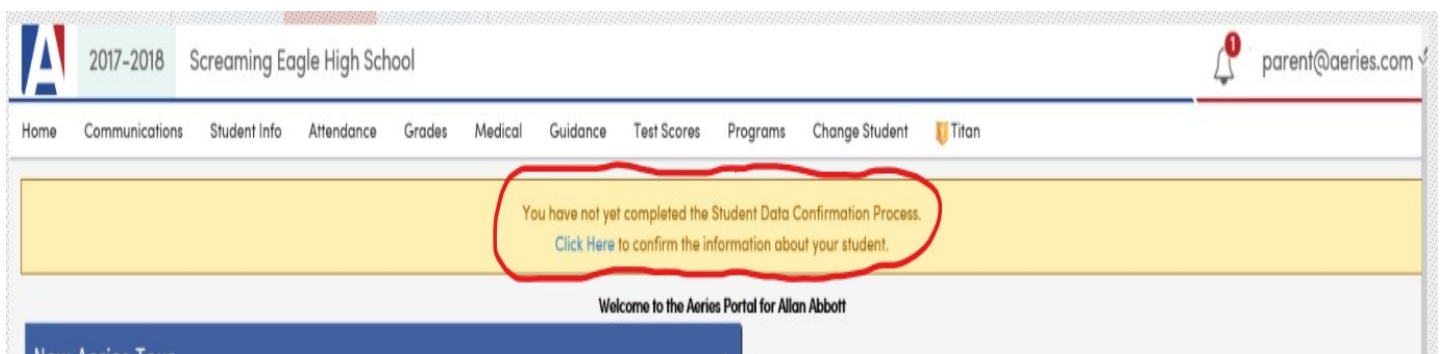 A 2017-2018 Screaming Eagle High School 1 parent@aeries.com
Home Communications Student Info Attendance Grades Medical Guidance Test Scores Programs Change Student Titan
You have not yet completed the Student Data Confirmation Process.
Click Here to confirm the information about your student.
Welcome to the Aeries Portal for Allan Abbott